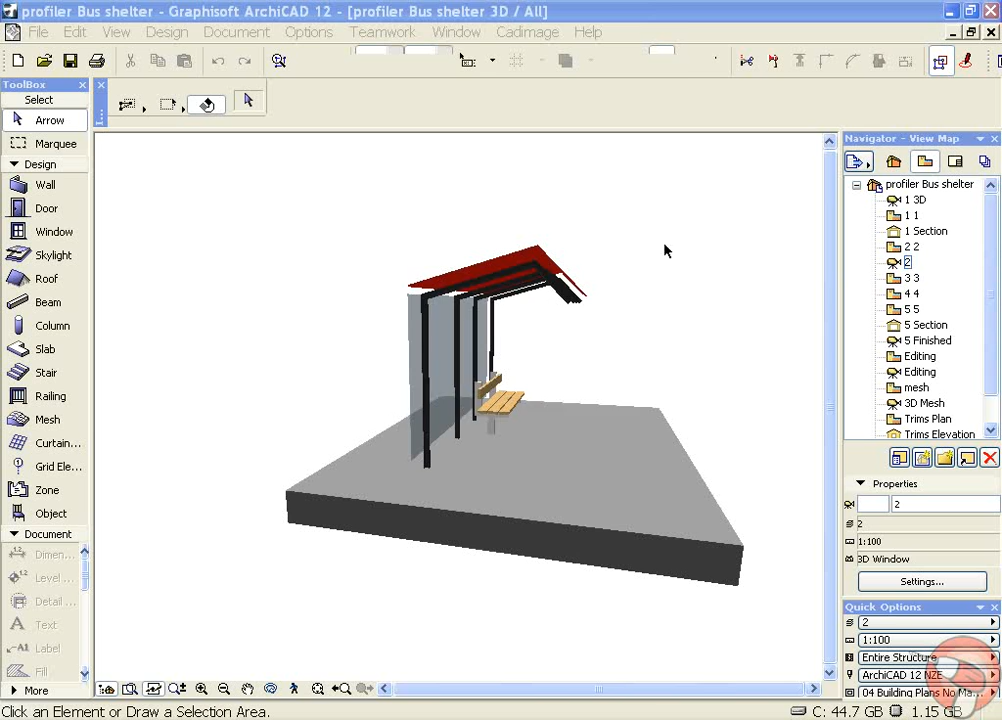 profiler Bus shelter - Graphisoft ArchiCAD 12 - [profiler Bus shelter 3D / All]
File Edit View Design Document Options Teamwork Window Cadimage Help
ToolBox
Select
Arrow
Marquee
Design
Wall
Door
Window
Skylight
Roof
Beam
Column
Slab
Stair
Railing
Mesh
Curtain...
Grid Ele...
Zone
Object
Document
Dimen...
Level ...
Detail ...
Text
Label
Fill
More
Navigator - View Map
profiler Bus shelter
1 3D
1 1
1 Section
2 2
2
3 3
4 4
5 5
5 Section
5 Finished
Editing
Editing
mesh
3D Mesh
Trims Plan
Trims Elevation
Properties
2
2
1:100
3D Window
Settings...
Quick Options
2
1:100
Entire Structure
ArchiCAD 12 NZE
04 Building Plans No Ma...
Click an Element or Draw a Selection Area.
C: 44.7 GB 1.15 GB